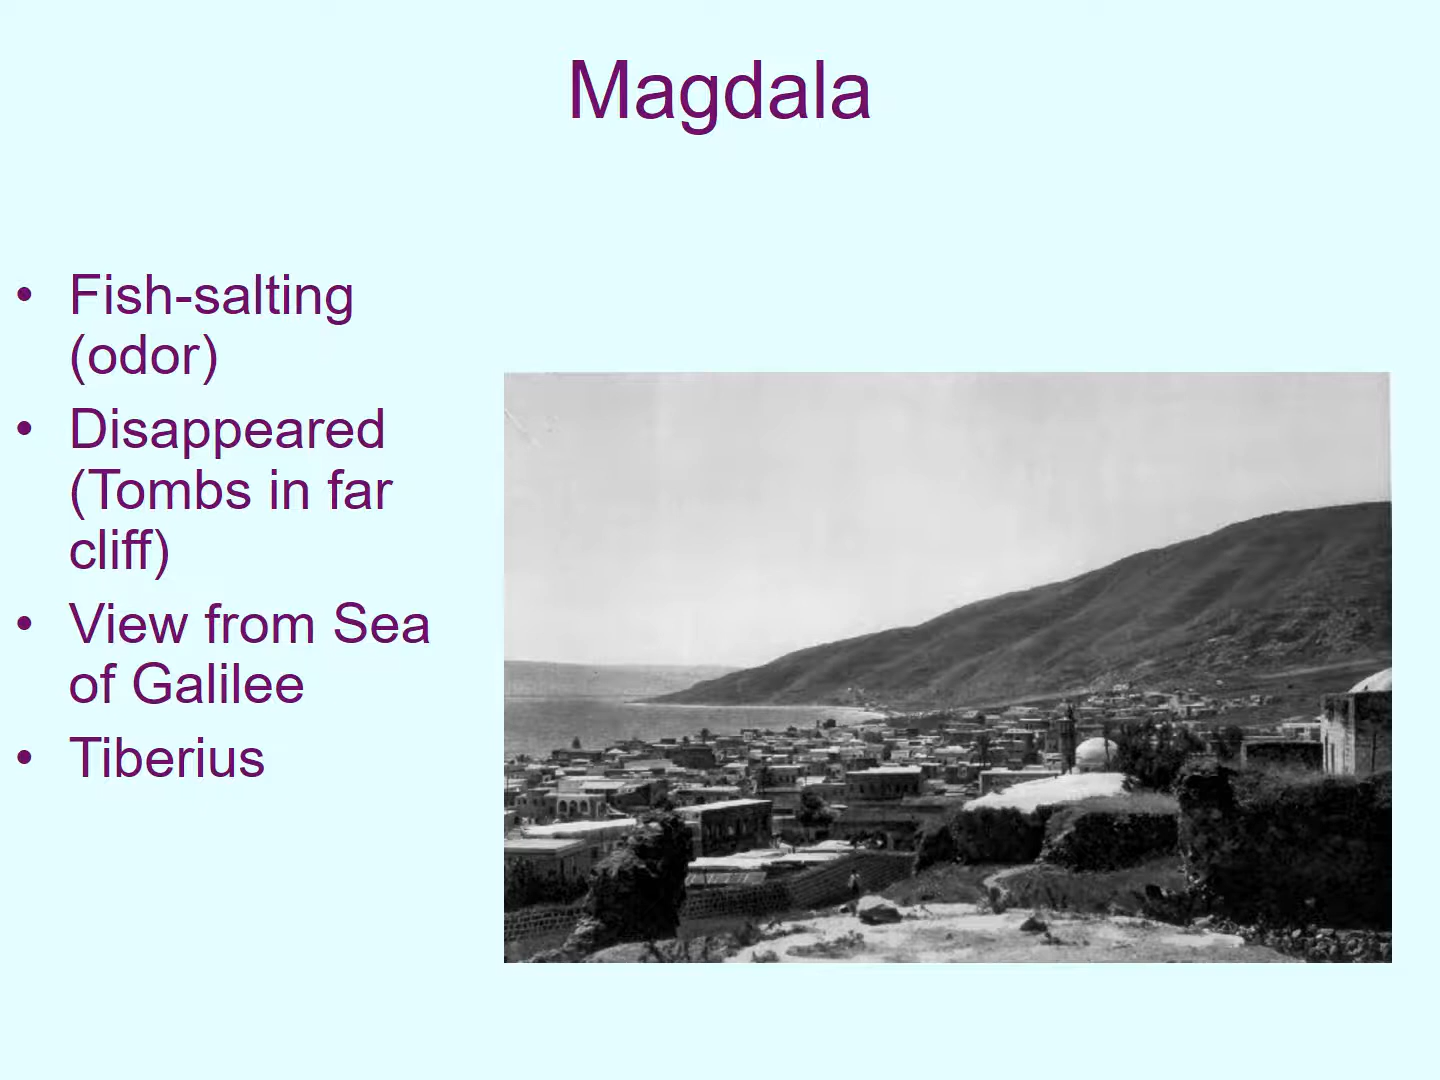 Magdala
• Fish-salting
(odor)
• Disappeared
(Tombs in far
cliff)
• View from Sea
of Galilee
• Tiberius